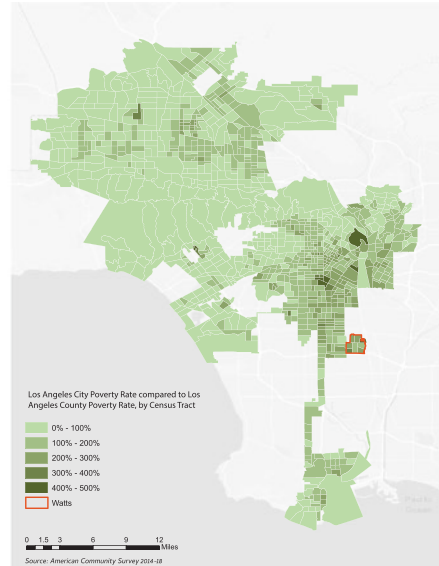 Los Angeles City Poverty Rate compared to Los
Angeles County Poverty Rate, by Census Tract
0% - 100%
100% - 200%
200% - 300%
300% - 400%
400% - 500%
Watts
0 1.5 3 6 9 12
Miles
Source: American Community Survey 2014-18
Pacific
Ocean